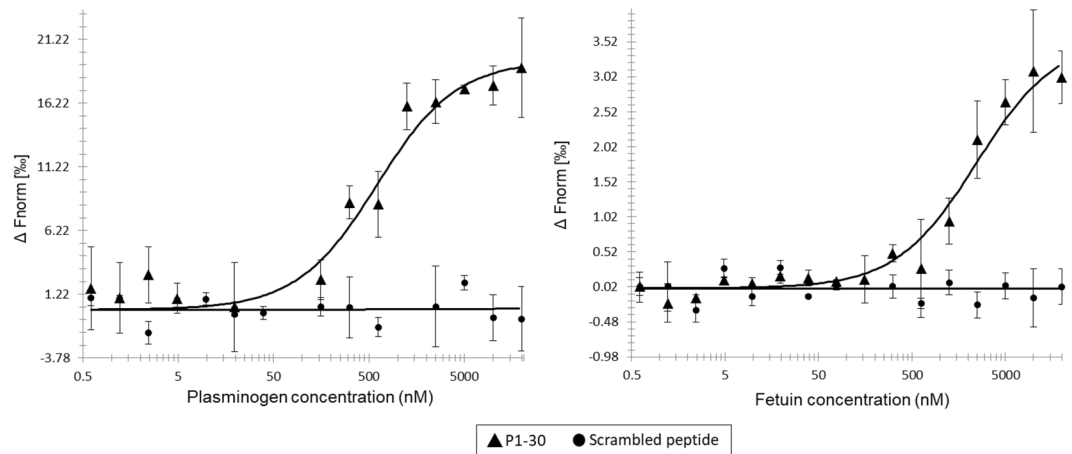 Δ Fnorm [‰]
21.22
16.22
11.22
6.22
1.22
-3.78
0.5 5 50 500 5000
Plasminogen concentration (nM)
Δ Fnorm [‰]
3.52
3.02
2.52
2.02
1.52
1.02
0.52
0.02
-0.48
-0.98
0.5 5 50 500 5000
Fetuin concentration (nM)
P1-30 Scrambled peptide